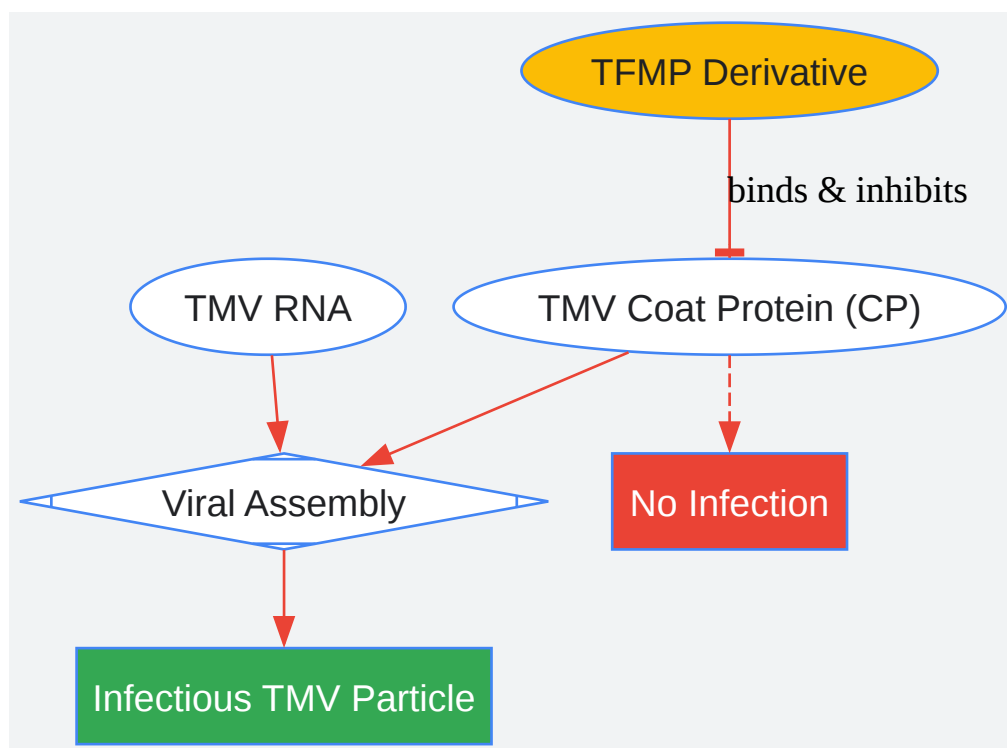 TFMP Derivative
binds & inhibits
TMV RNA
TMV Coat Protein (CP)
Viral Assembly
No Infection
Infectious TMV Particle